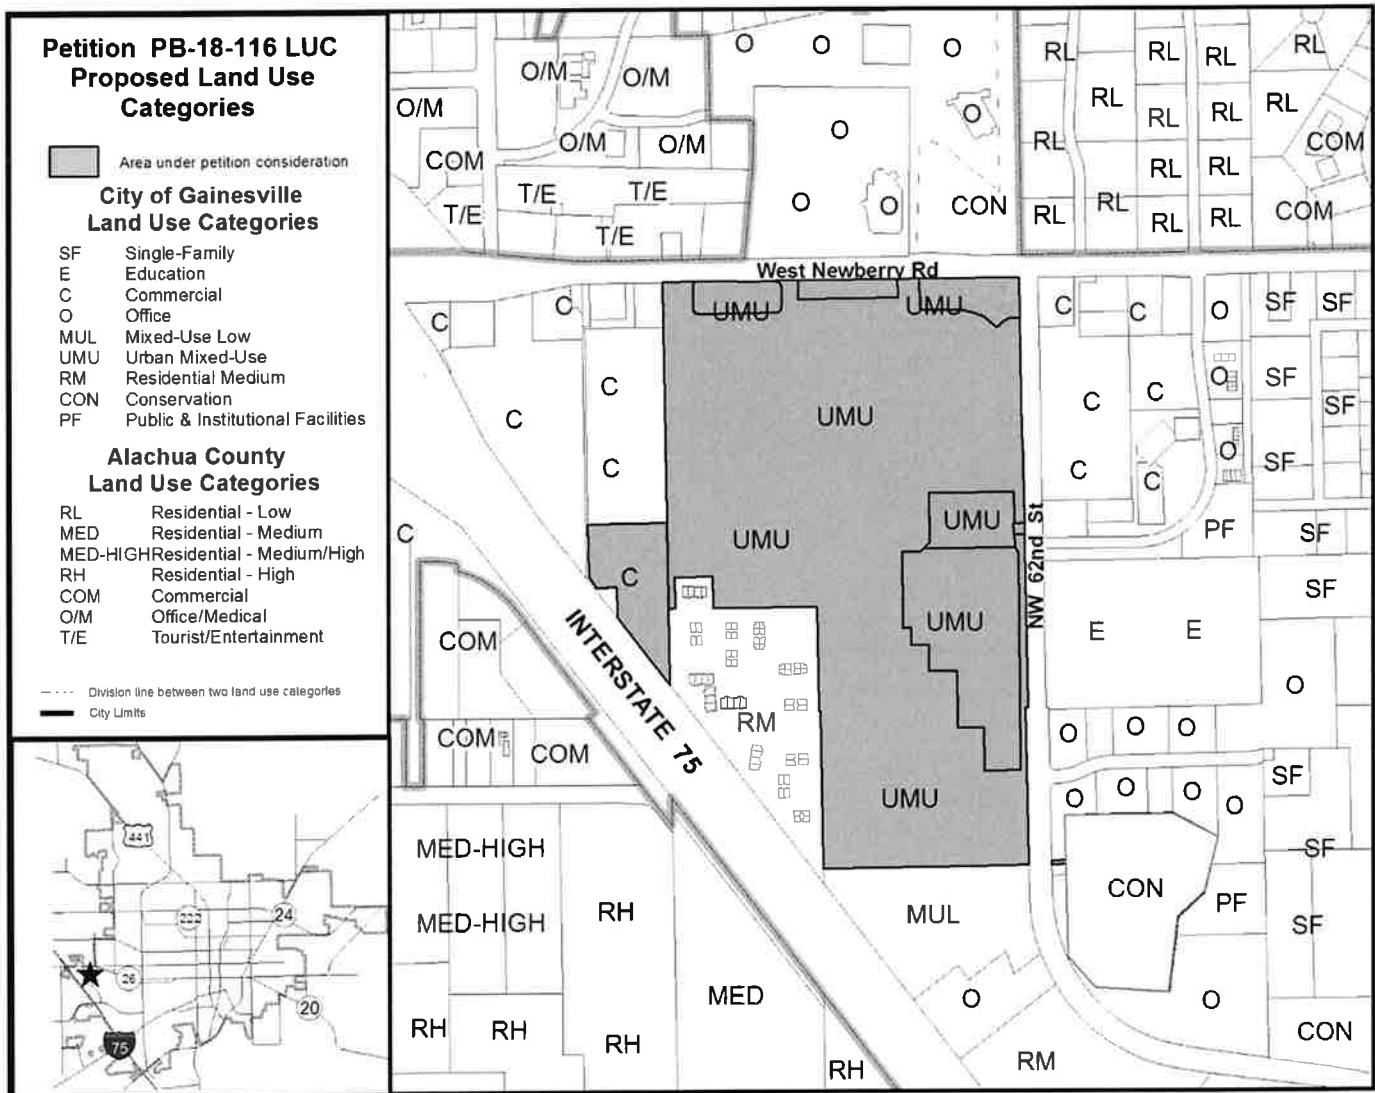 Petition PB-18-116 LUC
Proposed Land Use
Categories
Area under petition consideration
City of Gainesville
Land Use Categories
SF Single-Family
E Education
C Commercial
O Office
MUL Mixed-Use Low
UMU Urban Mixed-Use
RM Residential Medium
CON Conservation
PF Public & Institutional Facilities
Alachua County
Land Use Categories
RL Residential - Low
MED Residential - Medium
MED-HIGH Residential - Medium/High
RH Residential - High
COM Commercial
O/M Office/Medical
T/E Tourist/Entertainment
Division line between two land use categories
City Limits
441
222
24
26
20
75
O O O RL RL RL RL
O/M O/M
O/M RL RL RL
O O RL
O/M O/M RL COM
COM RL RL
T/E T/E O O CON RL RL RL RL COM
T/E
T/E
West Newberry Rd
C C UMU UMU C C O SF SF
C C UMU C C O SF SF
C C O SF
C UMU UMU NW 62nd St PF SF
C
SF
INTERSTATE 75
COM UMU E E
O
RM
COM COM O O O
UMU O O O O SF
MED-HIGH SF
CON
MED-HIGH RH MUL PF SF
MED O O
RH RH RH CON
RH RM